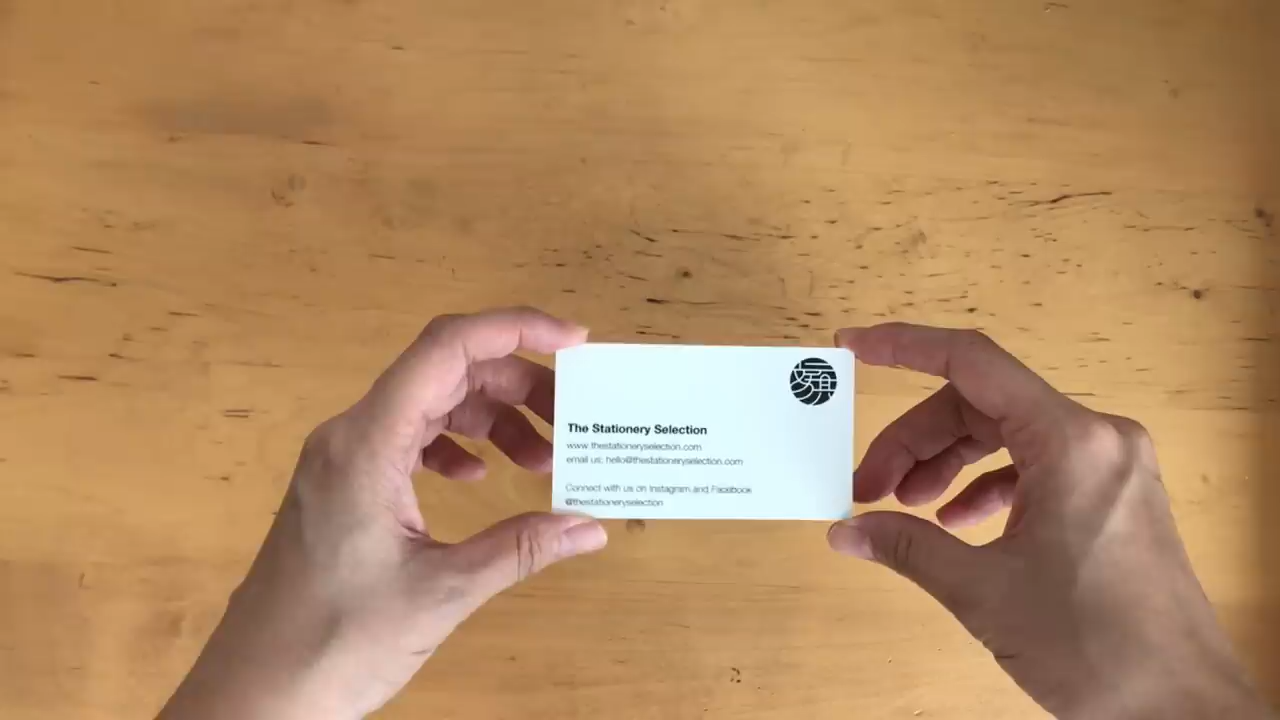 The Stationery Selection
www.thestationeryselection.com
email us: hello@thestationeryselection.com
Connect with us on Instagram and Facebook
@thestationeryselection